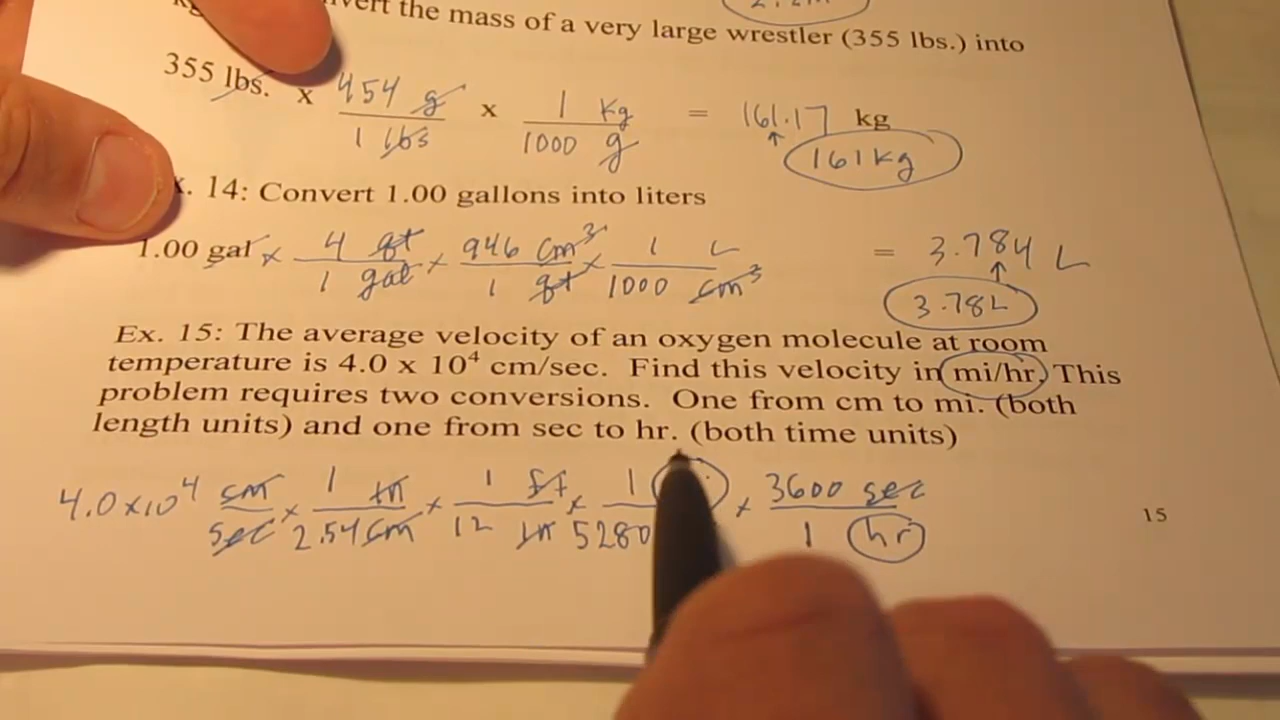 the mass of a very large wrestler (355 lbs.) into
355 lbs. x 454 g / 1 lbs x 1 Kg / 1000 g = 161.17 kg
161 kg
14: Convert 1.00 gallons into liters
1.00 gal x 4 qt / 1 gal x 946 cm³ / 1 qt x 1 L / 1000 cm³ = 3.784 L
3.78 L
Ex. 15: The average velocity of an oxygen molecule at room
temperature is 4.0 x 10⁴ cm/sec. Find this velocity in mi/hr. This
problem requires two conversions. One from cm to mi. (both
length units) and one from sec to hr. (both time units)
4.0 x 10⁴ cm / sec x 1 in / 2.54 cm x 1 ft / 12 in x 1 / 5280 x 3600 sec / 1 hr
15